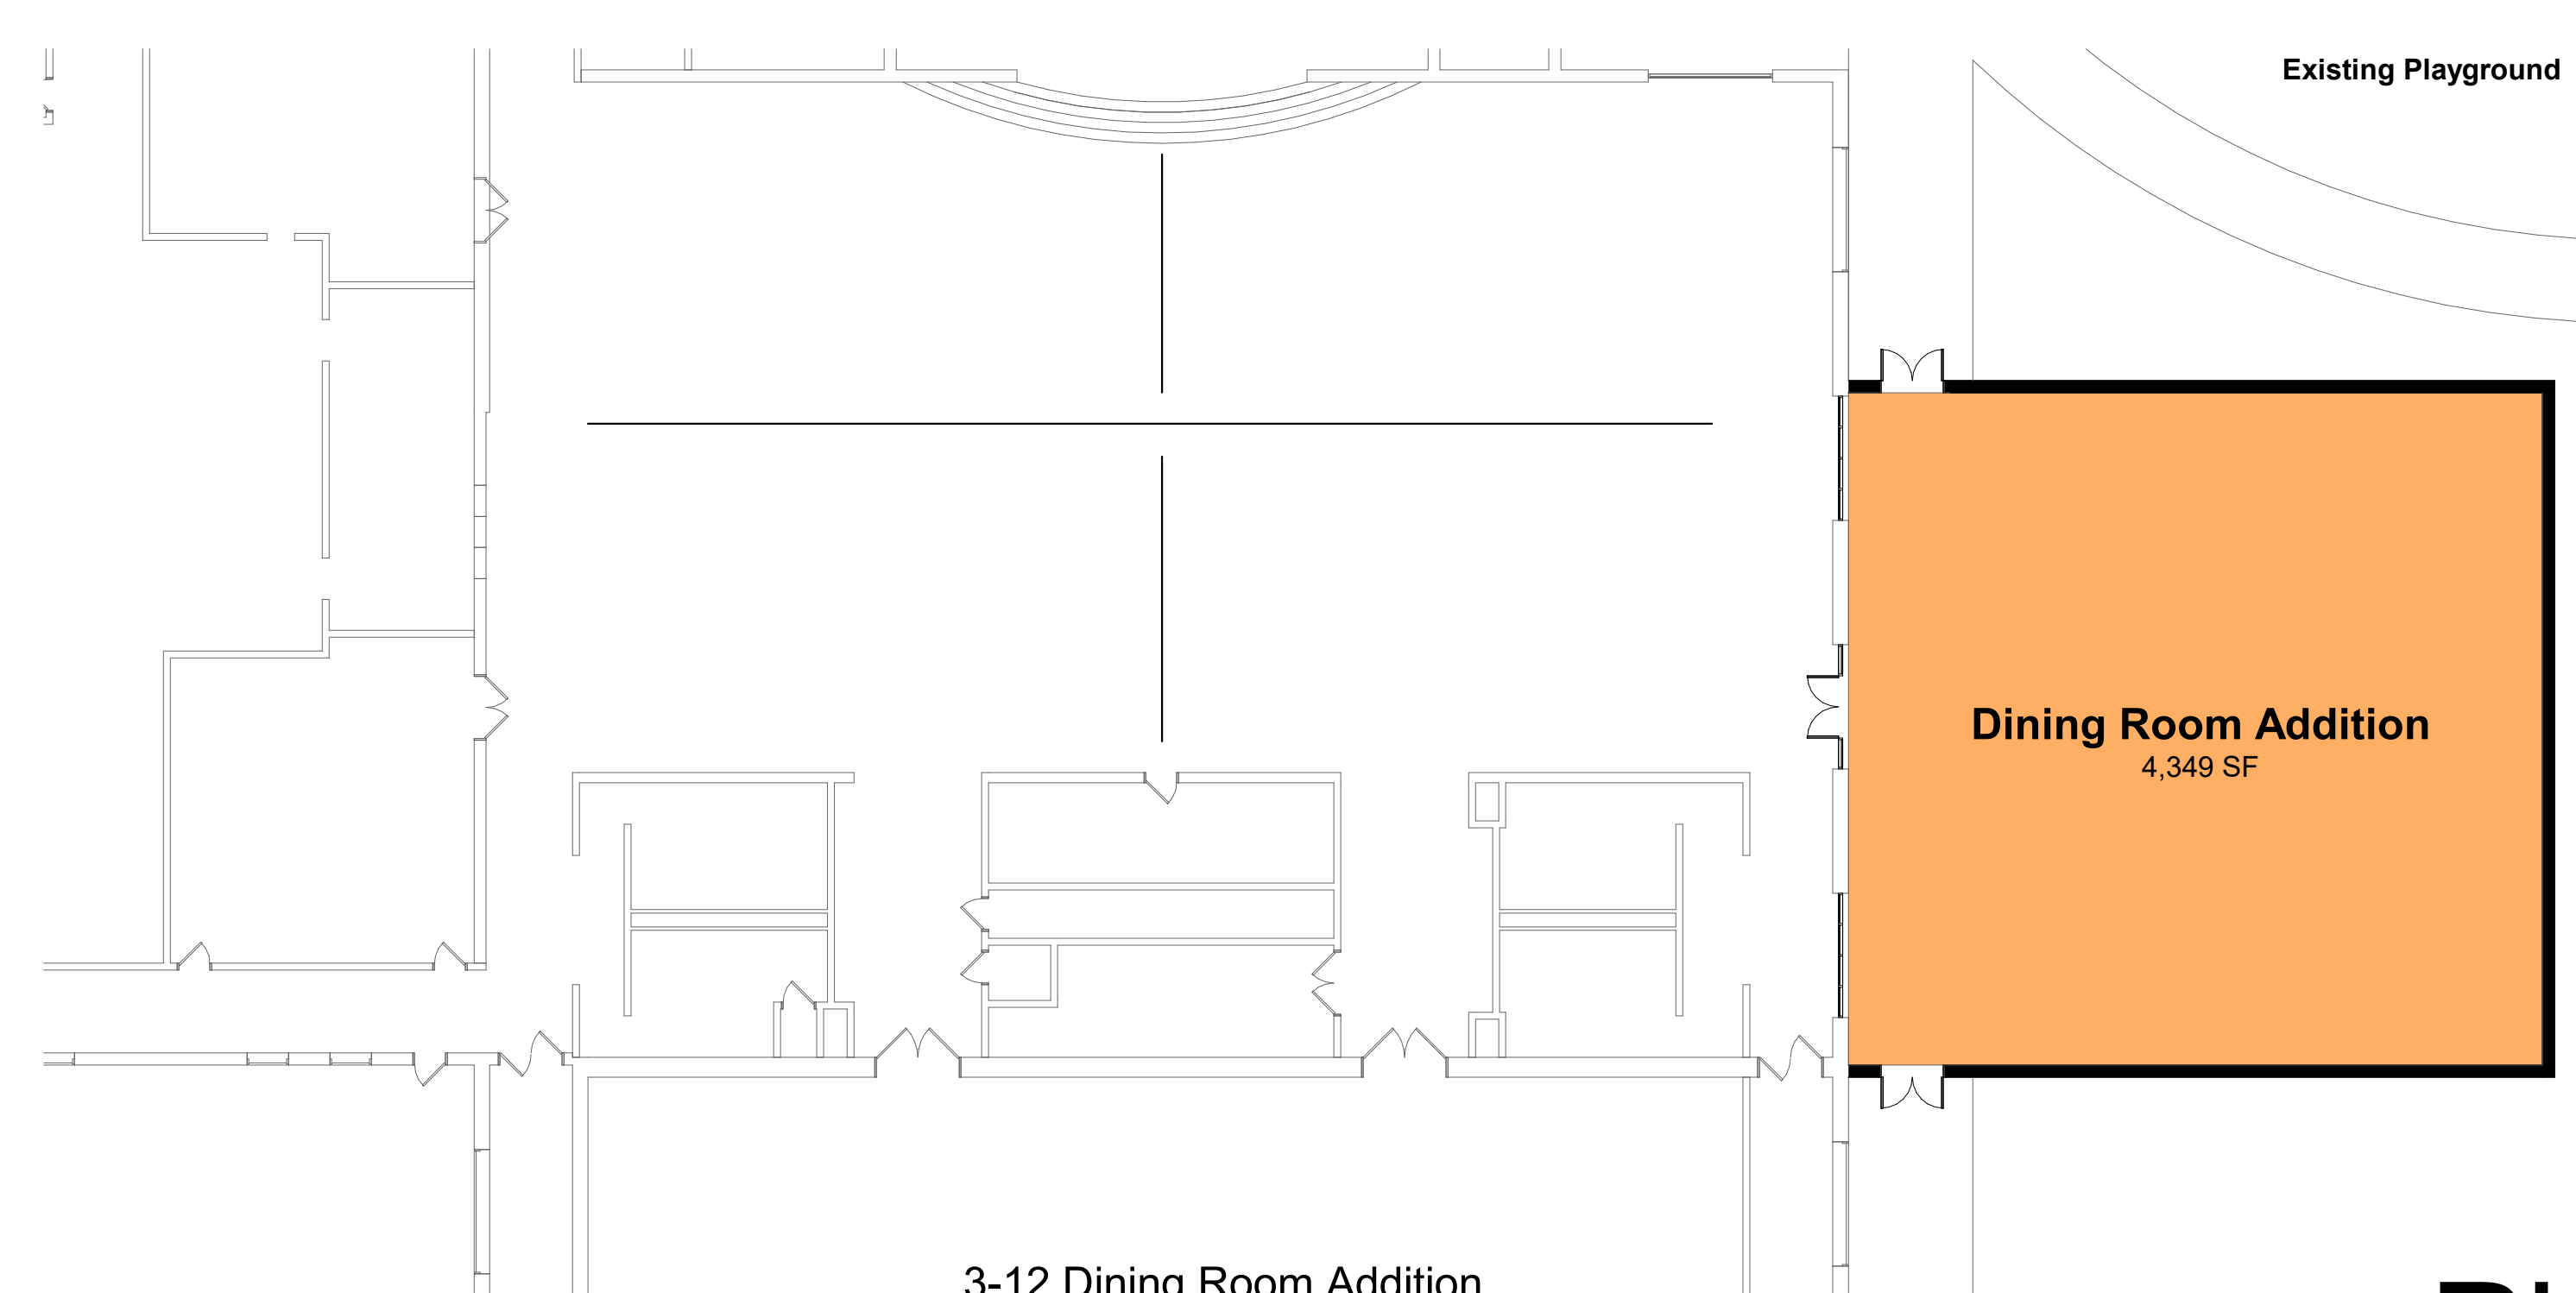 Existing Playground
Dining Room Addition
4,349 SF
3-12 Dining Room Addition